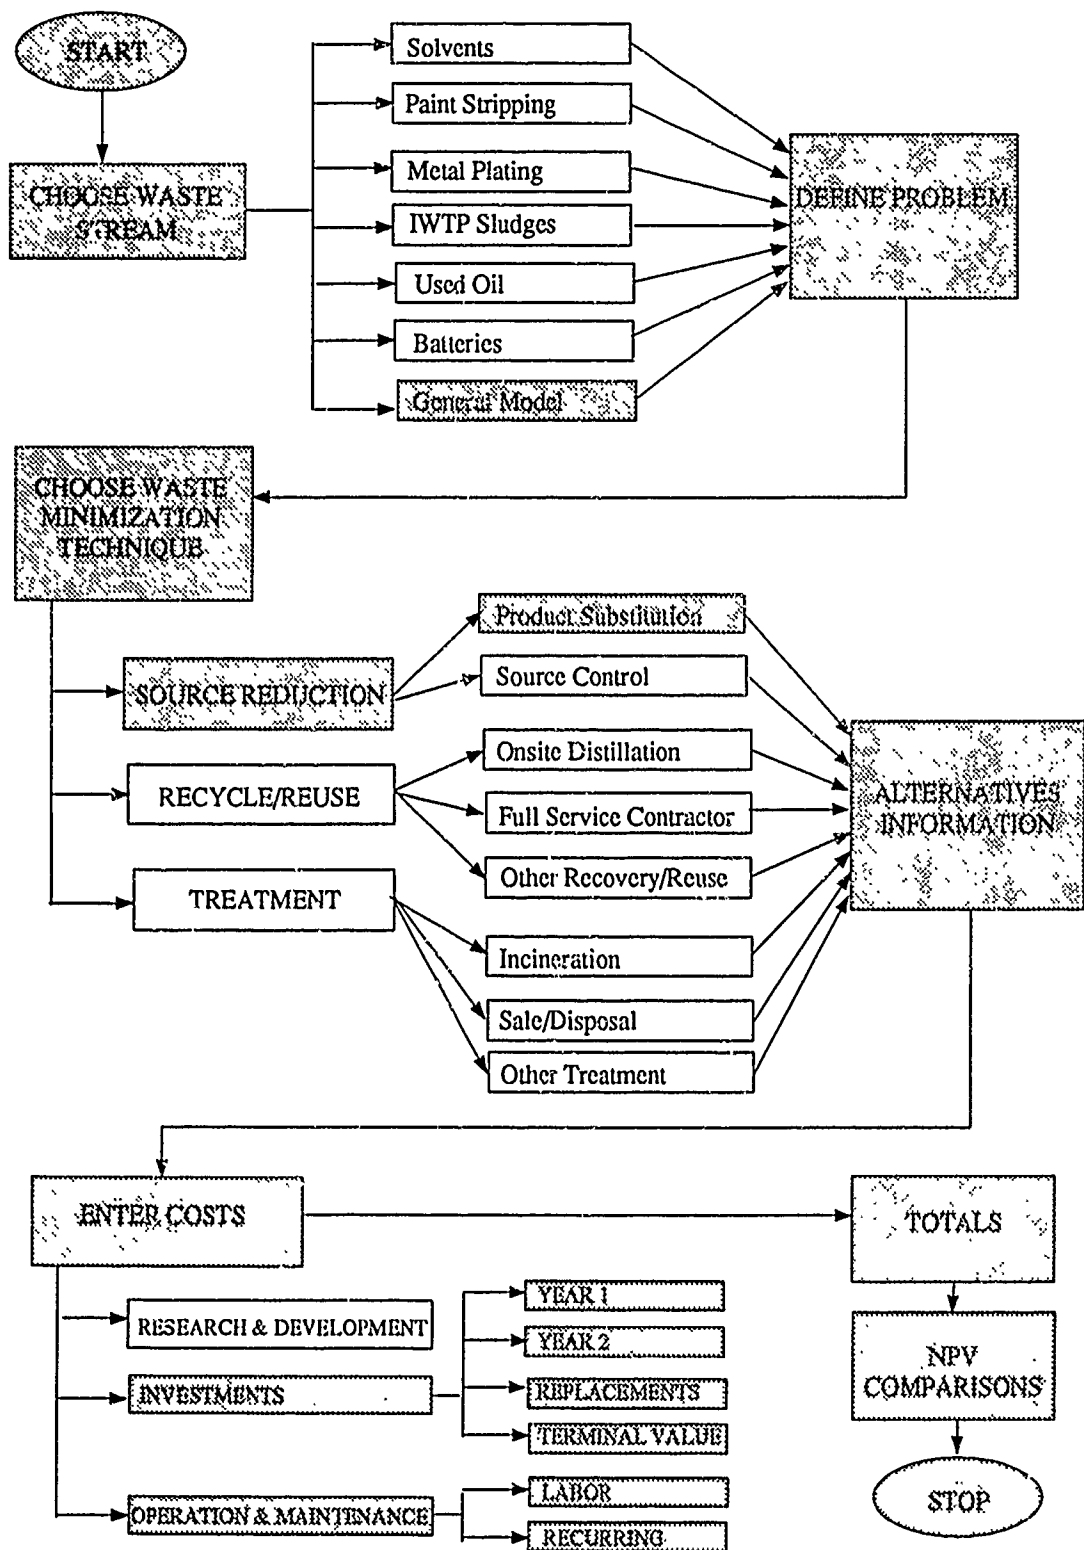 START
CHOOSE WASTE
STREAM
Solvents
Paint Stripping
Metal Plating
IWTP Sludges
Used Oil
Batteries
General Model
DEFINE PROBLEM
CHOOSE WASTE
MINIMIZATION
TECHNIQUE
SOURCE REDUCTION
RECYCLE/REUSE
TREATMENT
Product Substitution
Source Control
Onsite Distillation
Full Service Contractor
Other Recovery/Reuse
Incineration
Sale/Disposal
Other Treatment
ALTERNATIVES
INFORMATION
ENTER COSTS
RESEARCH & DEVELOPMENT
INVESTMENTS
OPERATION & MAINTENANCE
YEAR 1
YEAR 2
REPLACEMENTS
TERMINAL VALUE
LABOR
RECURRING
TOTALS
NPV
COMPARISONS
STOP